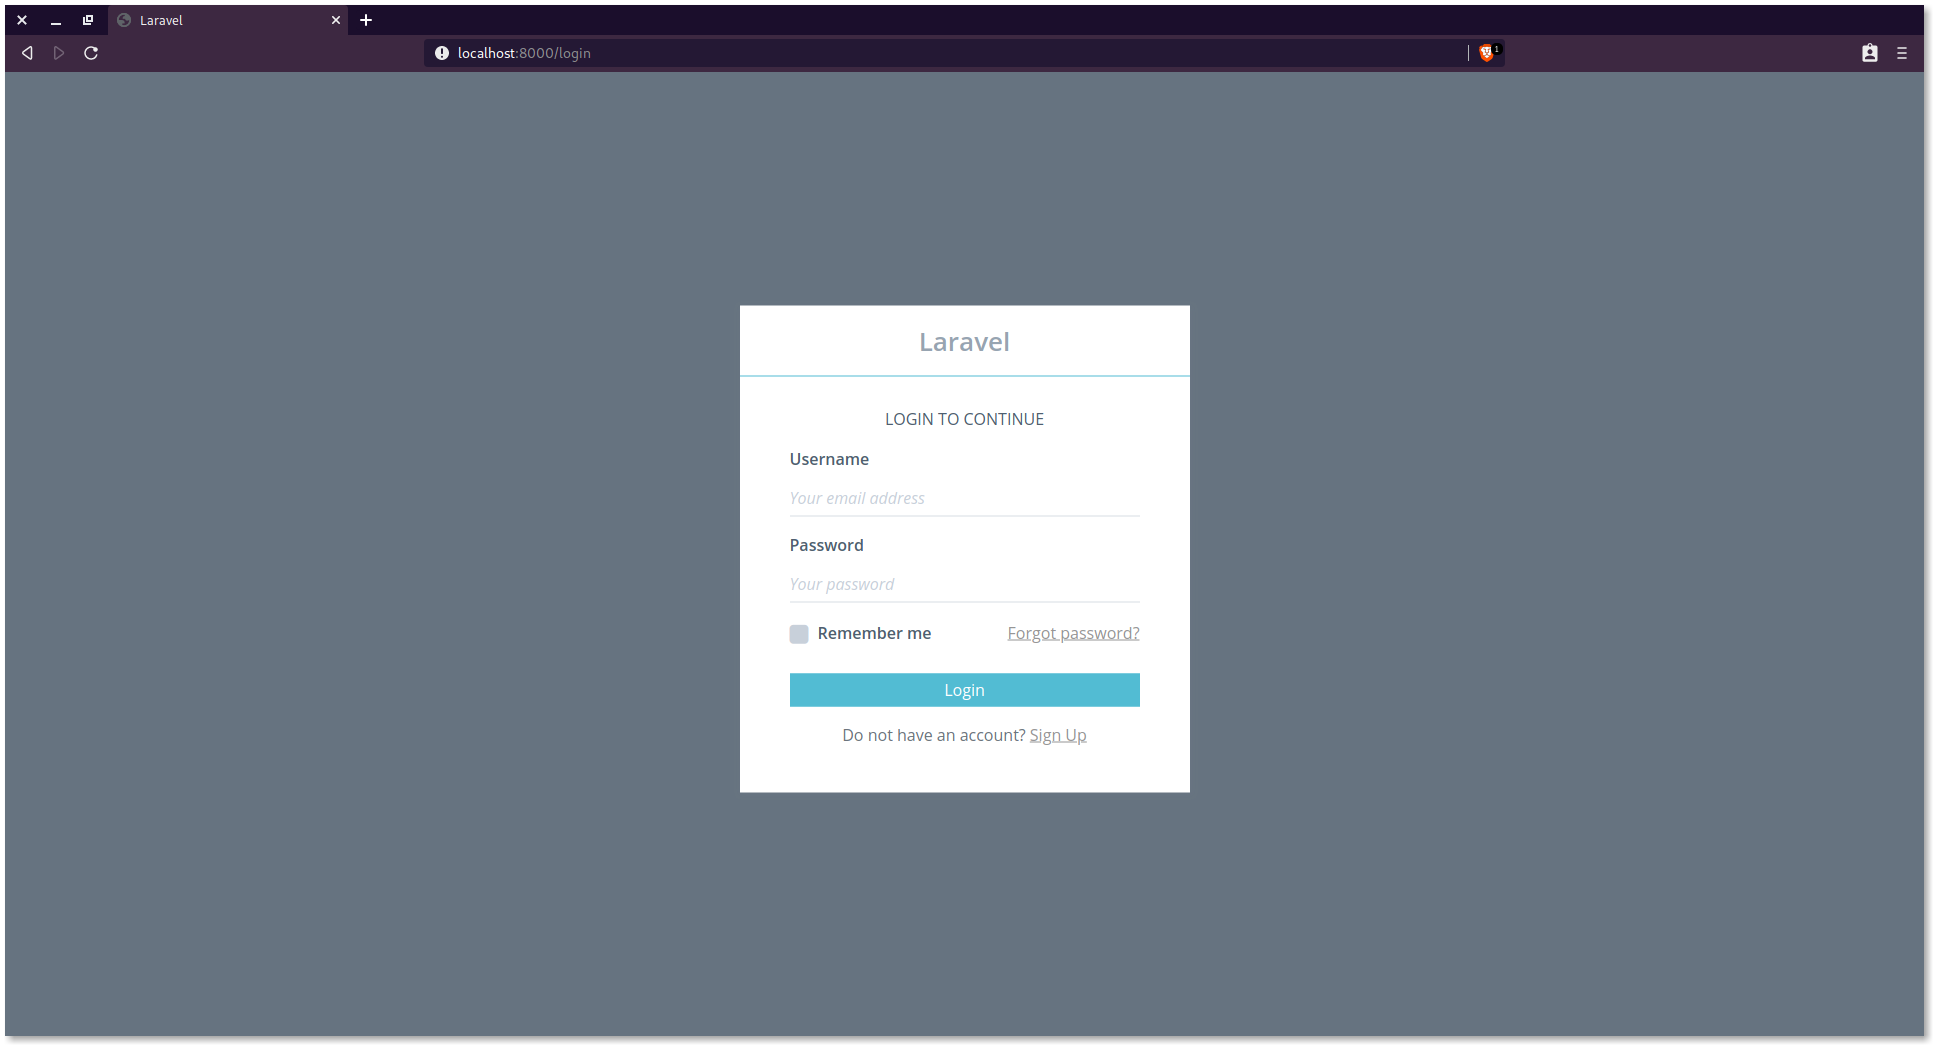 Laravel
localhost:8000/login
1
Laravel
LOGIN TO CONTINUE
Username
Your email address
Password
Your password
Remember me Forgot password?
Login
Do not have an account? Sign Up